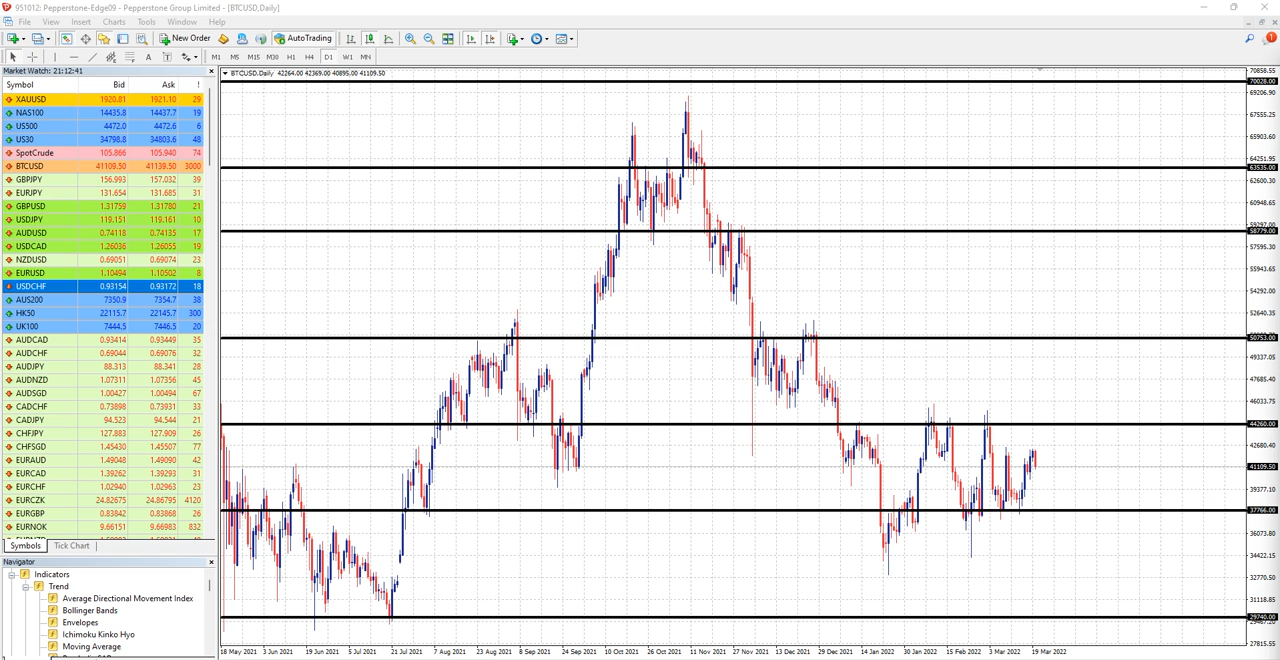 951012: Pepperstone-Edge09 - Pepperstone Group Limited - [BTCUSD,Daily]
File View Insert Charts Tools Window Help
New Order AutoTrading 1
A T M1 M5 M15 M30 H1 H4 D1 W1 MN
Market Watch: 21:12:41
Symbol Bid Ask !
XAUUSD 1920.81 1921.10 29
NAS100 14435.8 14437.7 19
US500 4472.0 4472.6 6
US30 34798.8 34803.6 48
SpotCrude 105.866 105.940 74
BTCUSD 41109.50 41139.50 3000
GBPJPY 156.993 157.032 39
EURJPY 131.654 131.685 31
GBPUSD 1.31759 1.31780 21
USDJPY 119.151 119.161 10
AUDUSD 0.74118 0.74135 17
USDCAD 1.26036 1.26055 19
NZDUSD 0.69051 0.69074 23
EURUSD 1.10494 1.10502 8
USDCHF 0.93154 0.93172 18
AUS200 7350.9 7354.7 38
HK50 22115.7 22145.7 300
UK100 7444.5 7446.5 20
AUDCAD 0.93414 0.93449 35
AUDCHF 0.69044 0.69076 32
AUDJPY 88.313 88.341 28
AUDNZD 1.07311 1.07356 45
AUDSGD 1.00427 1.00494 67
CADCHF 0.73898 0.73931 33
CADJPY 94.523 94.544 21
CHFJPY 127.883 127.909 26
CHFSGD 1.45430 1.45507 77
EURAUD 1.49048 1.49090 42
EURCAD 1.39262 1.39293 31
EURCHF 1.02940 1.02963 23
EURCZK 24.82675 24.86795 4120
EURGBP 0.83842 0.83868 26
EURNOK 9.66151 9.66983 832
Symbols Tick Chart
Navigator
Indicators
Trend
Average Directional Movement Index
Bollinger Bands
Envelopes
Ichimoku Kinko Hyo
Moving Average
BTCUSD,Daily 42264.00 42369.00 40895.00 41109.50
70858.55
70028.00
69206.90
67555.25
65903.60
64251.95
63535.00
62600.30
60948.65
58779.00
57595.30
55943.65
54292.00
52640.35
50753.00
49337.05
47685.40
46033.75
44260.00
42680.40
41109.50
39377.10
37766.00
36073.80
34422.15
32770.50
31118.85
29740.00
27815.55
18 May 2021 3 Jun 2021 19 Jun 2021 5 Jul 2021 21 Jul 2021 7 Aug 2021 23 Aug 2021 8 Sep 2021 24 Sep 2021 10 Oct 2021 26 Oct 2021 11 Nov 2021 27 Nov 2021 13 Dec 2021 29 Dec 2021 14 Jan 2022 30 Jan 2022 15 Feb 2022 3 Mar 2022 19 Mar 2022